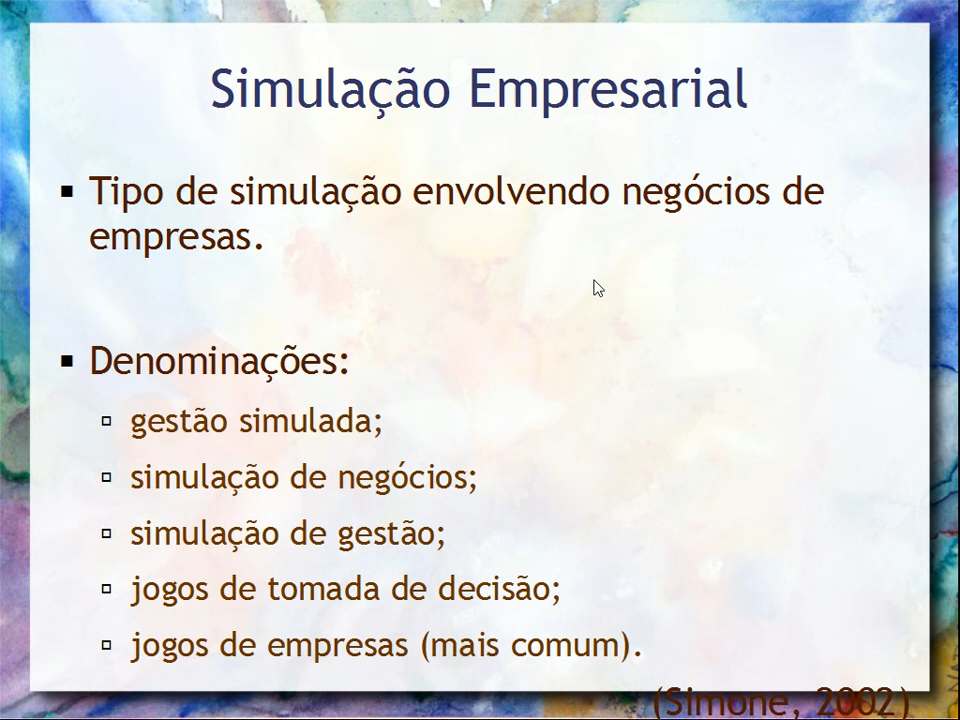 Simulação Empresarial
Tipo de simulação envolvendo negócios de
empresas.
Denominações:
gestão simulada;
simulação de negócios;
simulação de gestão;
jogos de tomada de decisão;
jogos de empresas (mais comum).
(Simone, 2002)